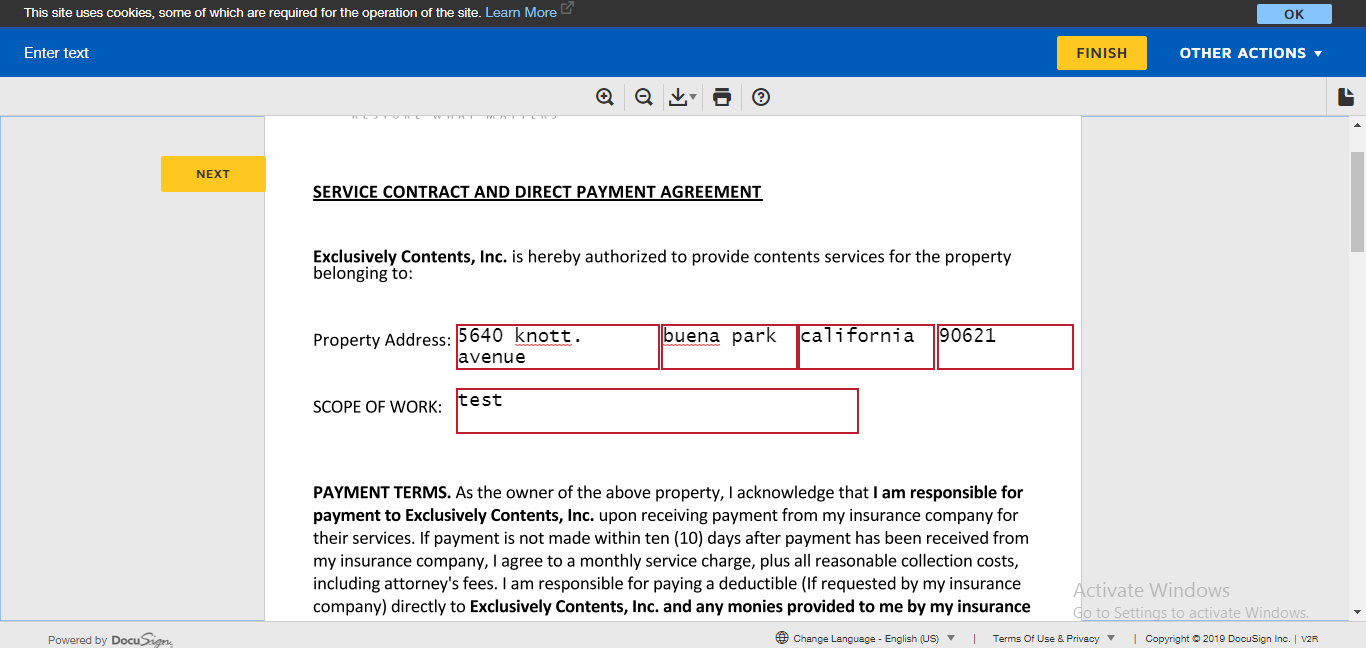 This site uses cookies, some of which are required for the operation of the site. Learn More
OK
Enter text
FINISH
OTHER ACTIONS
RESTORE WHAT MATTERS
NEXT
SERVICE CONTRACT AND DIRECT PAYMENT AGREEMENT
Exclusively Contents, Inc. is hereby authorized to provide contents services for the property
belonging to:
Property Address: 5640 knott. buena park california 90621
avenue
SCOPE OF WORK: test
PAYMENT TERMS. As the owner of the above property, I acknowledge that I am responsible for
payment to Exclusively Contents, Inc. upon receiving payment from my insurance company for
their services. If payment is not made within ten (10) days after payment has been received from
my insurance company, I agree to a monthly service charge, plus all reasonable collection costs,
including attorney's fees. I am responsible for paying a deductible (If requested by my insurance
company) directly to Exclusively Contents, Inc. and any monies provided to me by my insurance
Activate Windows
Go to Settings to activate Windows.
Powered by DocuSign
Change Language - English (US) | Terms Of Use & Privacy | Copyright © 2019 DocuSign Inc. | V2R